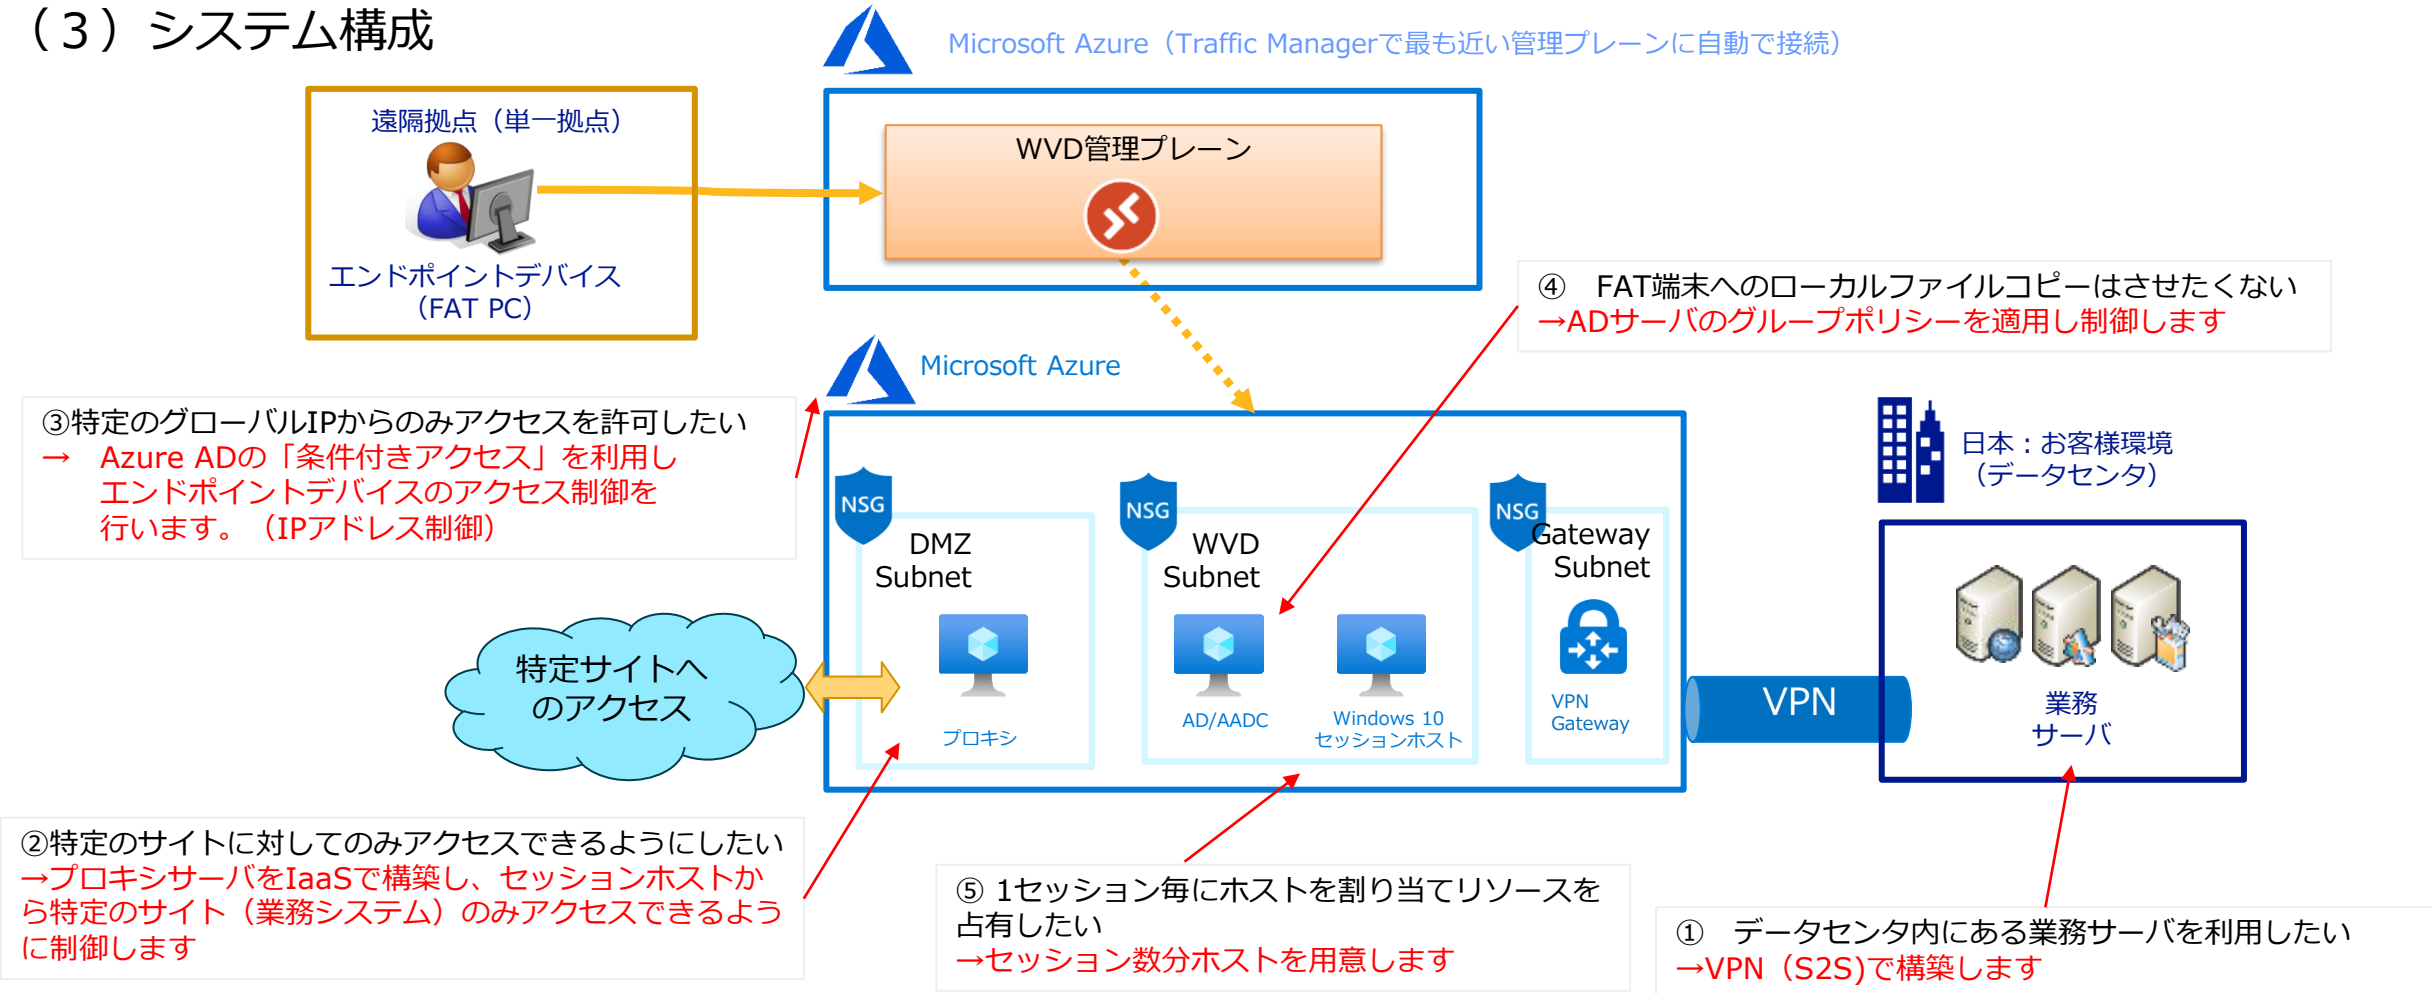 （3）システム構成
Microsoft Azure（Traffic Managerで最も近い管理プレーンに自動で接続）
遠隔拠点（単一拠点）
エンドポイントデバイス
（FAT PC）
WVD管理プレーン
④　FAT端末へのローカルファイルコピーはさせたくない
→ADサーバのグループポリシーを適用し制御します
Microsoft Azure
③特定のグローバルIPからのみアクセスを許可したい
→　Azure ADの「条件付きアクセス」を利用し
エンドポイントデバイスのアクセス制御を
行います。（IPアドレス制御）
日本：お客様環境
（データセンタ）
NSG
DMZ
Subnet
プロキシ
NSG
WVD
Subnet
AD/AADC
Windows 10
セッションホスト
NSG
Gateway
Subnet
VPN
Gateway
VPN
業務
サーバ
特定サイトへ
のアクセス
②特定のサイトに対してのみアクセスできるようにしたい
→プロキシサーバをIaaSで構築し、セッションホストか
ら特定のサイト（業務システム）のみアクセスできるよう
に制御します
⑤ 1セッション毎にホストを割り当てリソースを
占有したい
→セッション数分ホストを用意します
①　データセンタ内にある業務サーバを利用したい
→VPN（S2S)で構築します